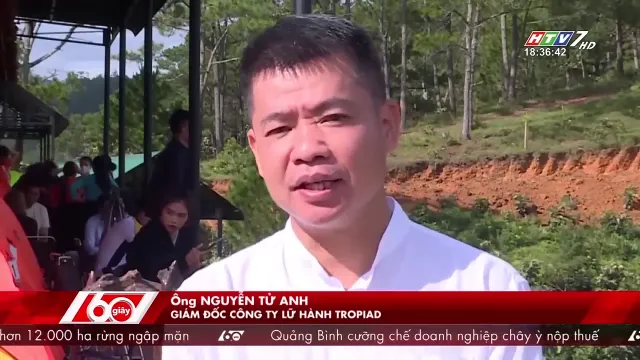 HTV7 HD
18:36:42
60 giây
Ông NGUYỄN TỬ ANH
GIÁM ĐỐC CÔNG TY LỮ HÀNH TROPIAD
hơn 12.000 ha rừng ngập mặn Quảng Bình cưỡng chế doanh nghiệp chây ỳ nộp thuế